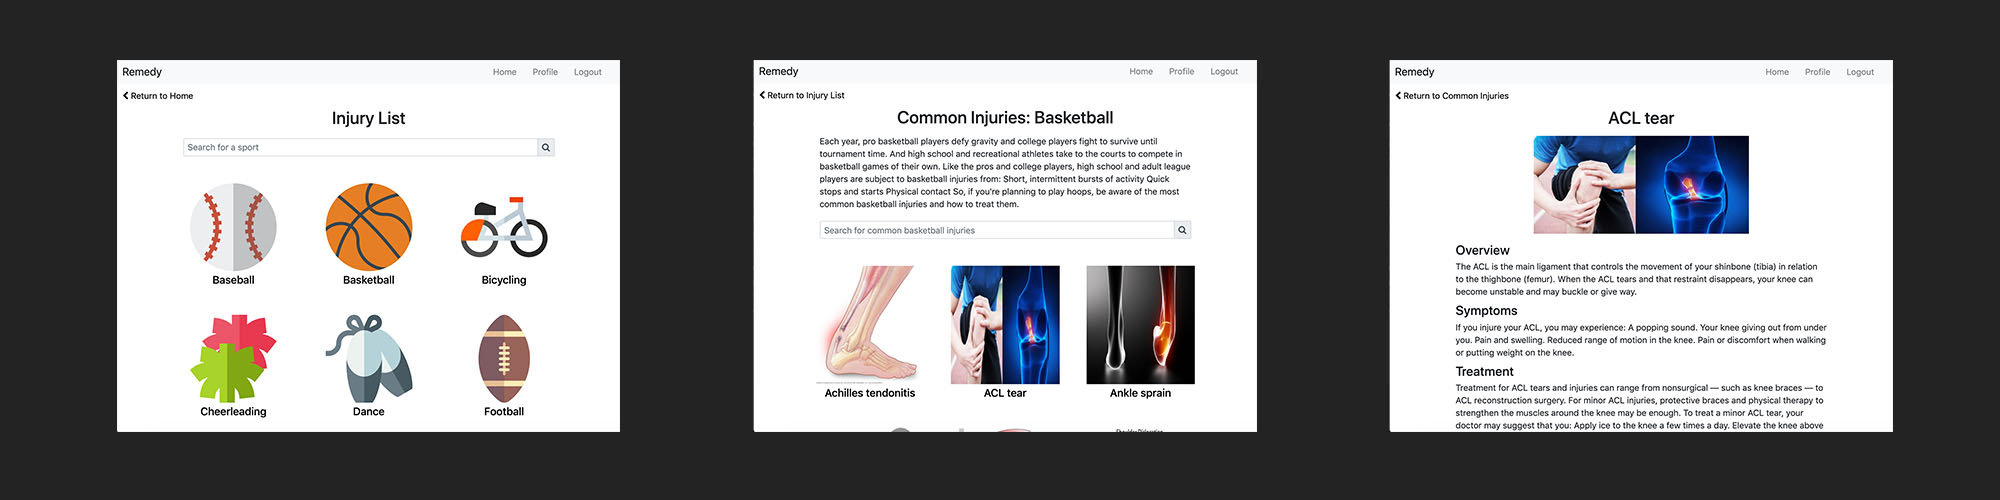 Remedy
Home Profile Logout
Return to Home
Injury List
Search for a sport
Baseball
Basketball
Bicycling
Cheerleading
Dance
Football
Remedy
Home Profile Logout
Return to Injury List
Common Injuries: Basketball
Each year, pro basketball players defy gravity and college players fight to survive until
tournament time. And high school and recreational athletes take to the courts to compete in
basketball games of their own. Like the pros and college players, high school and adult league
players are subject to basketball injuries from: Short, intermittent bursts of activity Quick
stops and starts Physical contact So, if you're planning to play hoops, be aware of the most
common basketball injuries and how to treat them.
Search for common basketball injuries
Achilles tendonitis
ACL tear
Ankle sprain
Remedy
Home Profile Logout
Return to Common Injuries
ACL tear
Overview
The ACL is the main ligament that controls the movement of your shinbone (tibia) in relation
to the thighbone (femur). When the ACL tears and that restraint disappears, your knee can
become unstable and may buckle or give way.
Symptoms
If you injure your ACL, you may experience: A popping sound. Your knee giving out from under
you. Pain and swelling. Reduced range of motion in the knee. Pain or discomfort when walking
or putting weight on the knee.
Treatment
Treatment for ACL tears and injuries can range from nonsurgical — such as knee braces — to
ACL reconstruction surgery. For minor ACL injuries, protective braces and physical therapy to
strengthen the muscles around the knee may be enough. To treat a minor ACL tear, your
doctor may suggest that you: Apply ice to the knee a few times a day. Elevate the knee above